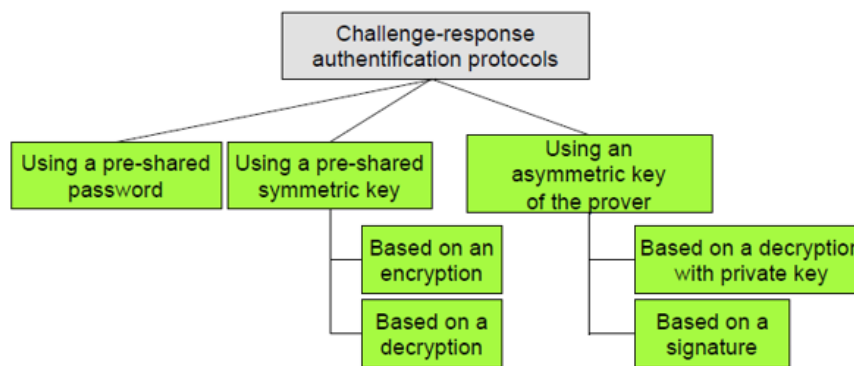 Challenge-response
authentification protocols
Using a pre-shared
password
Using a pre-shared
symmetric key
Using an
asymmetric key
of the prover
Based on an
encryption
Based on a
decryption
Based on a decryption
with private key
Based on a
signature